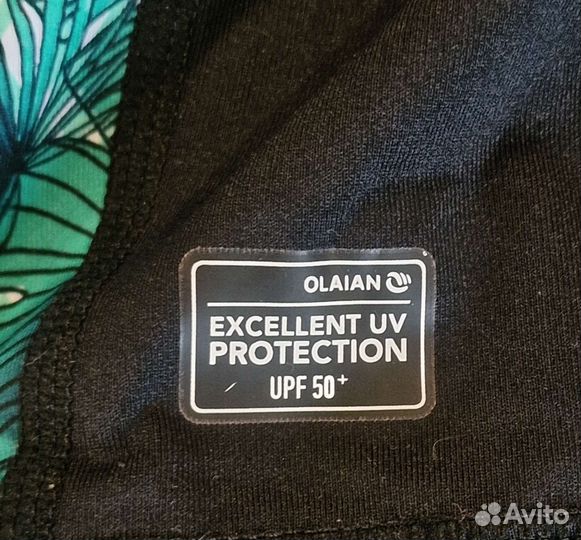 OLAIAN
EXCELLENT UV
PROTECTION
UPF 50+
Avito